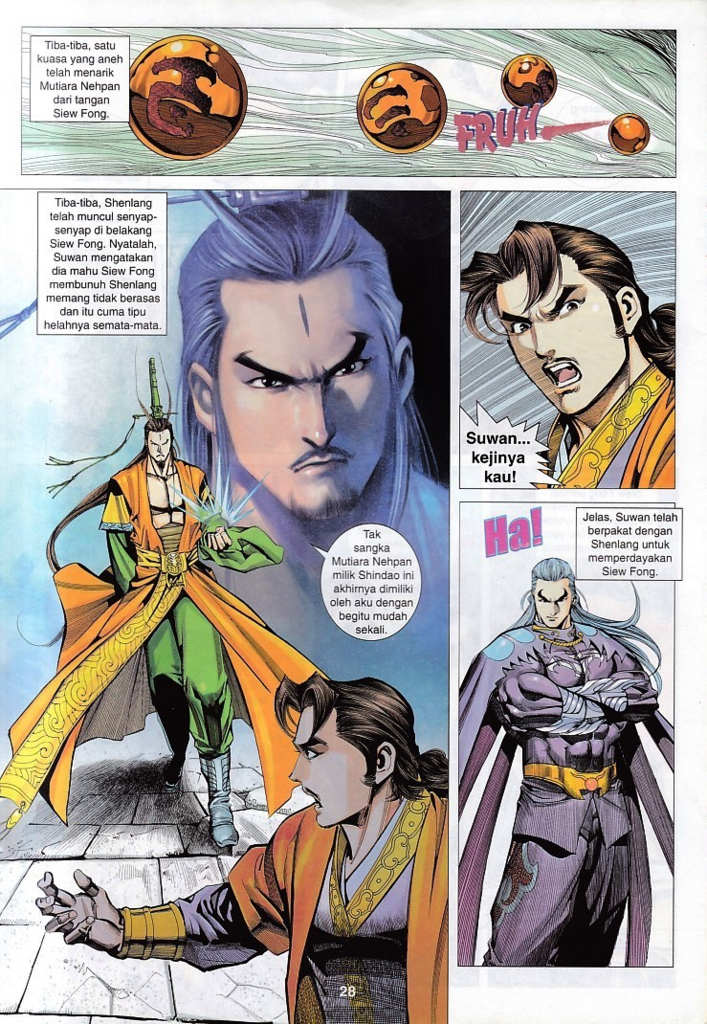 Tiba-tiba, satu
kuasa yang aneh
telah menarik
Mutiara Nehpan
dari tangan
Siew Fong.
FRUH
Tiba-tiba, Shenlang
telah muncul senyap-
senyap di belakang
Siew Fong. Nyatalah,
Suwan mengatakan
dia mahu Siew Fong
membunuh Shenlang
memang tidak berasas
dan itu cuma tipu
helahnya semata-mata.
Tak
sangka
Mutiara Nehpan
milik Shindao ini
akhirnya dimiliki
oleh aku dengan
begitu mudah
sekali.
Suwan...
kejinya
kau!
Ha!
Jelas, Suwan telah
berpakat dengan
Shenlang untuk
memperdayakan
Siew Fong.
28